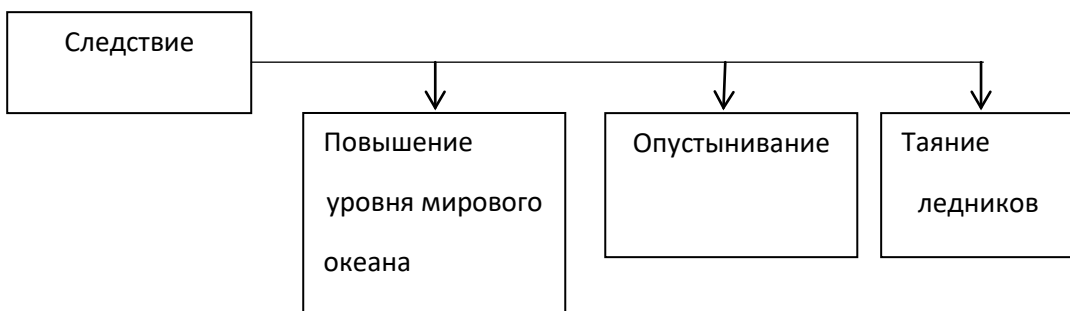 Следствие
Повышение
уровня мирового
океана
Опустынивание
Таяние
ледников